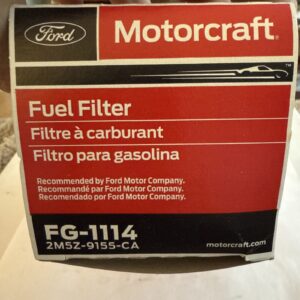 Ford
Motorcraft®
™
Fuel Filter
Filtre à carburant
Filtro para gasolina
Recommended by Ford Motor Company.
Recommandé par Ford Motor Company.
Recomendado por Ford Motor Company.
FG-1114
2M5Z-9155-CA
motorcraft.com